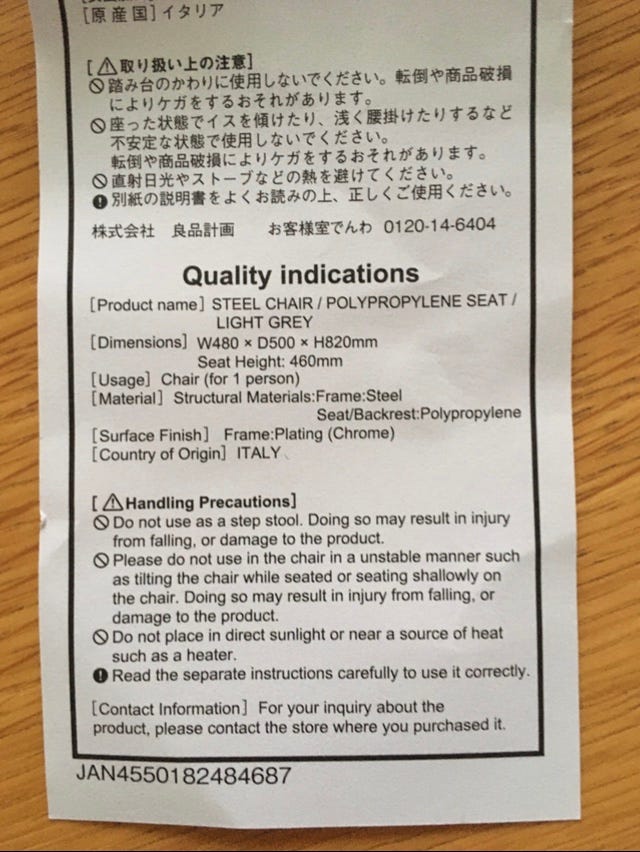 [原産国]イタリア
[⚠取り扱い上の注意]
🚫踏み台のかわりに使用しないでください。転倒や商品破損
によりケガをするおそれがあります。
🚫座った状態でイスを傾けたり、浅く腰掛けたりするなど
不安定な状態で使用しないでください。
転倒や商品破損によりケガをするおそれがあります。
🚫直射日光やストーブなどの熱を避けてください。
❗別紙の説明書をよくお読みの上、正しくご使用ください。
株式会社 良品計画 お客様室でんわ 0120-14-6404
Quality indications
[Product name] STEEL CHAIR / POLYPROPYLENE SEAT /
LIGHT GREY
[Dimensions] W480 × D500 × H820mm
Seat Height: 460mm
[Usage] Chair (for 1 person)
[Material] Structural Materials:Frame:Steel
Seat/Backrest:Polypropylene
[Surface Finish] Frame:Plating (Chrome)
[Country of Origin] ITALY
[⚠Handling Precautions]
🚫Do not use as a step stool. Doing so may result in injury
from falling, or damage to the product.
🚫Please do not use in the chair in a unstable manner such
as tilting the chair while seated or seating shallowly on
the chair. Doing so may result in injury from falling, or
damage to the product.
🚫Do not place in direct sunlight or near a source of heat
such as a heater.
❗Read the separate instructions carefully to use it correctly.
[Contact Information] For your inquiry about the
product, please contact the store where you purchased it.
JAN4550182484687